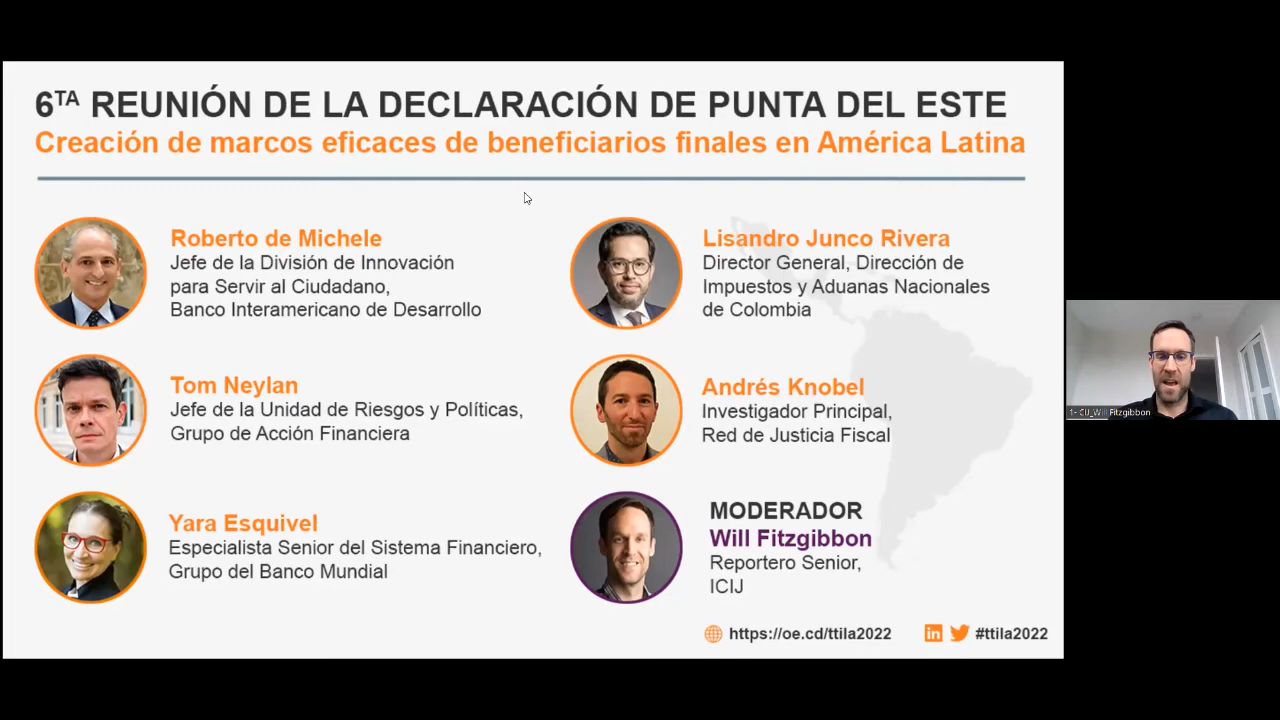 6TA REUNIÓN DE LA DECLARACIÓN DE PUNTA DEL ESTE
Creación de marcos eficaces de beneficiarios finales en América Latina
Roberto de Michele
Jefe de la División de Innovación
para Servir al Ciudadano,
Banco Interamericano de Desarrollo
Lisandro Junco Rivera
Director General, Dirección de
Impuestos y Aduanas Nacionales
de Colombia
Tom Neylan
Jefe de la Unidad de Riesgos y Políticas,
Grupo de Acción Financiera
Andrés Knobel
Investigador Principal,
Red de Justicia Fiscal
Yara Esquivel
Especialista Senior del Sistema Financiero,
Grupo del Banco Mundial
MODERADOR
Will Fitzgibbon
Reportero Senior,
ICIJ
https://oe.cd/ttila2022
in
#ttila2022
Will Fitzgibbon